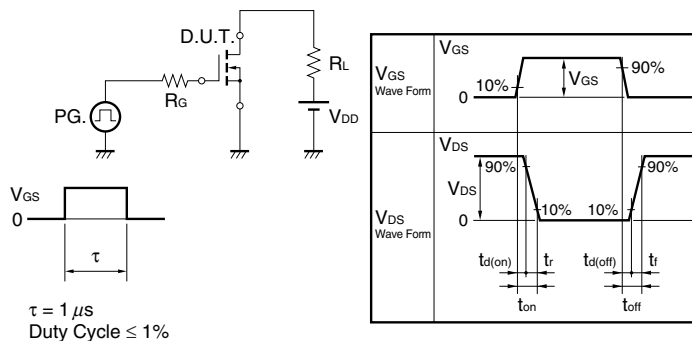 D.U.T.
RL
RG
PG.
VDD
VGS
0
τ
τ = 1 μs
Duty Cycle ≤ 1%
VGS
Wave Form
VGS
10%
VGS
90%
0
VDS
Wave Form
VDS
VDS
90%
90%
0
10%
10%
td(on)
tr
td(off)
tf
ton
toff